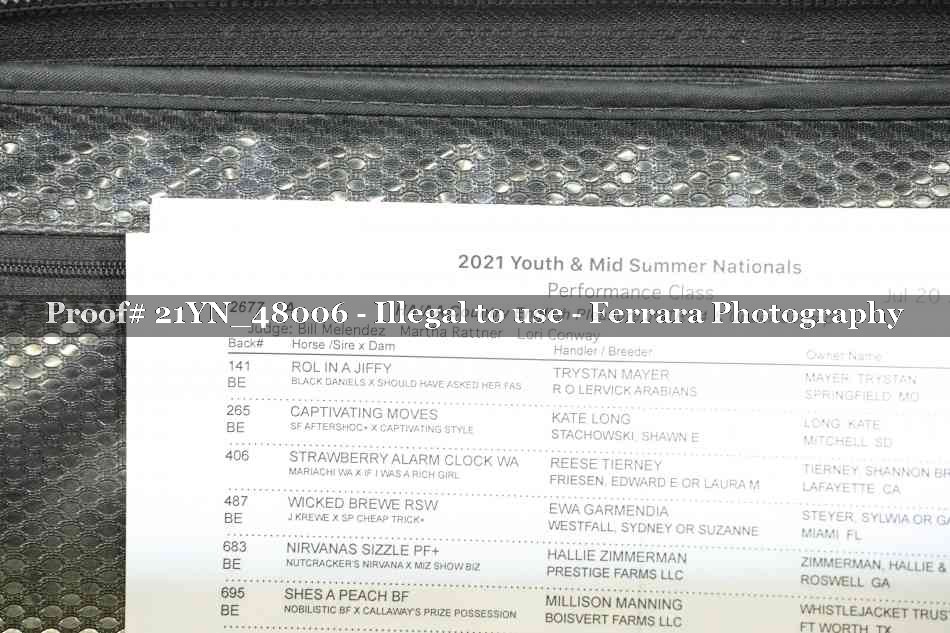 2021 Youth & Mid Summer Nationals
Performance Class
Jul 20
2677
Proof# 21YN_48006 - Illegal to use - Ferrara Photography
Judge: Bill Melendez Martha Rattner Lori Conway
Back# Horse /Sire x Dam Handler / Breeder Owner Name
141 ROL IN A JIFFY TRYSTAN MAYER MAYER, TRYSTAN
BE BLACK DANIELS X SHOULD HAVE ASKED HER FAS R O LERVICK ARABIANS SPRINGFIELD MO
265 CAPTIVATING MOVES KATE LONG LONG, KATE
BE SF AFTERSHOC+ X CAPTIVATING STYLE STACHOWSKI, SHAWN E MITCHELL SD
406 STRAWBERRY ALARM CLOCK WA REESE TIERNEY TIERNEY, SHANNON BR
MARIACHI WA X IF I WAS A RICH GIRL FRIESEN, EDWARD E OR LAURA M LAFAYETTE CA
487 WICKED BREWE RSW EWA GARMENDIA STEYER, SYLWIA OR GA
BE J KREWE X SP CHEAP TRICK+ WESTFALL, SYDNEY OR SUZANNE MIAMI FL
683 NIRVANAS SIZZLE PF+ HALLIE ZIMMERMAN ZIMMERMAN, HALLIE &
BE NUTCRACKER'S NIRVANA X MIZ SHOW BIZ PRESTIGE FARMS LLC ROSWELL GA
695 SHES A PEACH BF MILLISON MANNING WHISTLEJACKET TRUST
BE NOBILISTIC BF X CALLAWAY'S PRIZE POSSESSION BOISVERT FARMS LLC FT WORTH TX